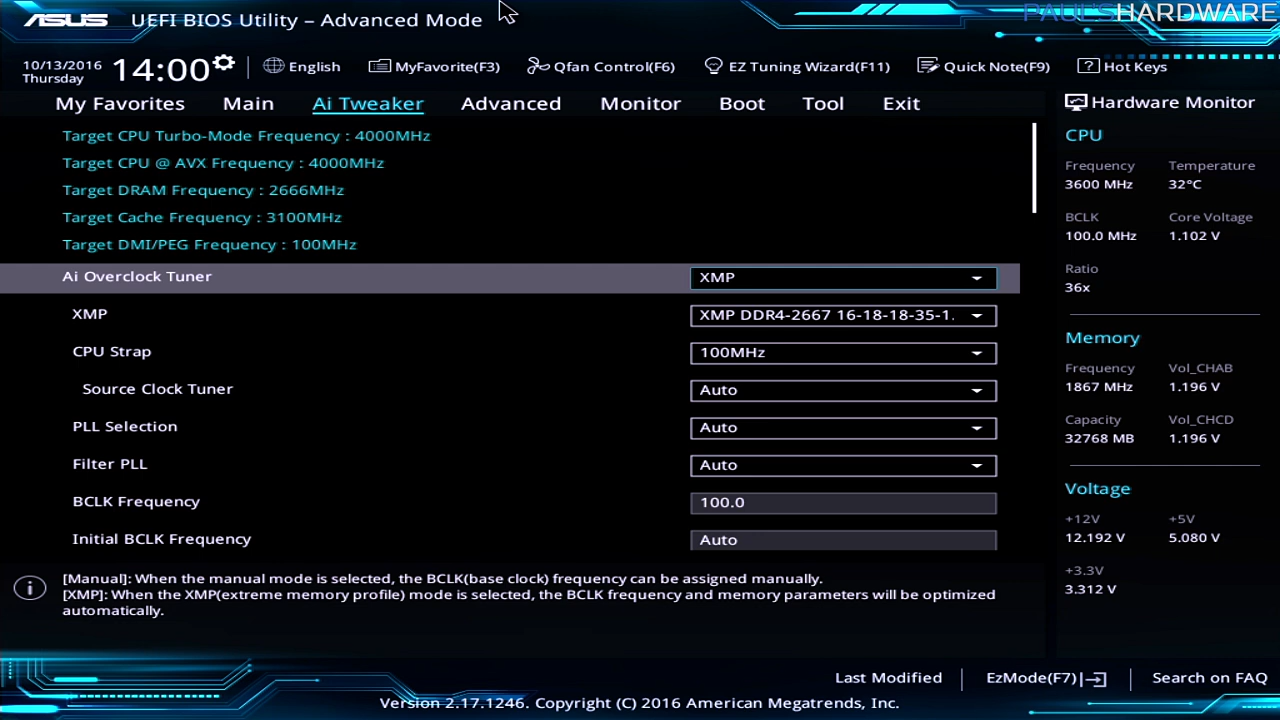 ASUS UEFI BIOS Utility – Advanced Mode
PAUL'S HARDWARE
10/13/2016
Thursday
14:00
English
MyFavorite(F3)
Qfan Control(F6)
EZ Tuning Wizard(F11)
Quick Note(F9)
? Hot Keys
My Favorites
Main
Ai Tweaker
Advanced
Monitor
Boot
Tool
Exit
Target CPU Turbo-Mode Frequency : 4000MHz
Target CPU @ AVX Frequency : 4000MHz
Target DRAM Frequency : 2666MHz
Target Cache Frequency : 3100MHz
Target DMI/PEG Frequency : 100MHz
Ai Overclock Tuner XMP
XMP XMP DDR4-2667 16-18-18-35-1.
CPU Strap 100MHz
Source Clock Tuner Auto
PLL Selection Auto
Filter PLL Auto
BCLK Frequency 100.0
Initial BCLK Frequency Auto
[Manual]: When the manual mode is selected, the BCLK(base clock) frequency can be assigned manually.
[XMP]: When the XMP(extreme memory profile) mode is selected, the BCLK frequency and memory parameters will be optimized
automatically.
Hardware Monitor
CPU
Frequency Temperature
3600 MHz 32°C
BCLK Core Voltage
100.0 MHz 1.102 V
Ratio
36x
Memory
Frequency Vol_CHAB
1867 MHz 1.196 V
Capacity Vol_CHCD
32768 MB 1.196 V
Voltage
+12V +5V
12.192 V 5.080 V
+3.3V
3.312 V
Last Modified
EzMode(F7)
Search on FAQ
Version 2.17.1246. Copyright (C) 2016 American Megatrends, Inc.